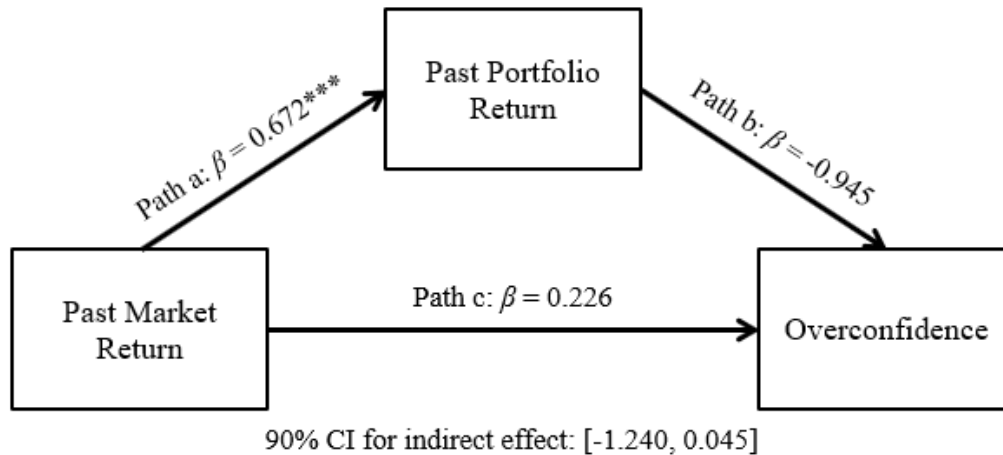 Past Portfolio
Return
Path a: β = 0.672***
Path b: β = -0.945
Past Market
Return
Path c: β = 0.226
Overconfidence
90% CI for indirect effect: [-1.240, 0.045]